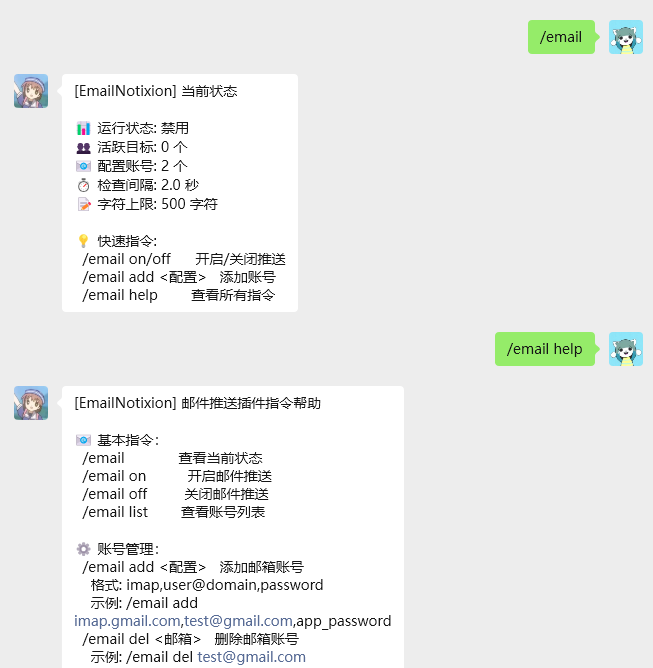 /email
[EmailNotixion] 当前状态
📊 运行状态: 禁用
👥 活跃目标: 0 个
📧 配置账号: 2 个
⏱ 检查间隔: 2.0 秒
📝 字符上限: 500 字符
💡 快速指令:
/email on/off 开启/关闭推送
/email add <配置> 添加账号
/email help 查看所有指令
/email help
[EmailNotixion] 邮件推送插件指令帮助
📧 基本指令:
/email 查看当前状态
/email on 开启邮件推送
/email off 关闭邮件推送
/email list 查看账号列表
⚙ 账号管理:
/email add <配置> 添加邮箱账号
格式: imap,user@domain,password
示例: /email add
imap.gmail.com,test@gmail.com,app_password
/email del <邮箱> 删除邮箱账号
示例: /email del test@gmail.com